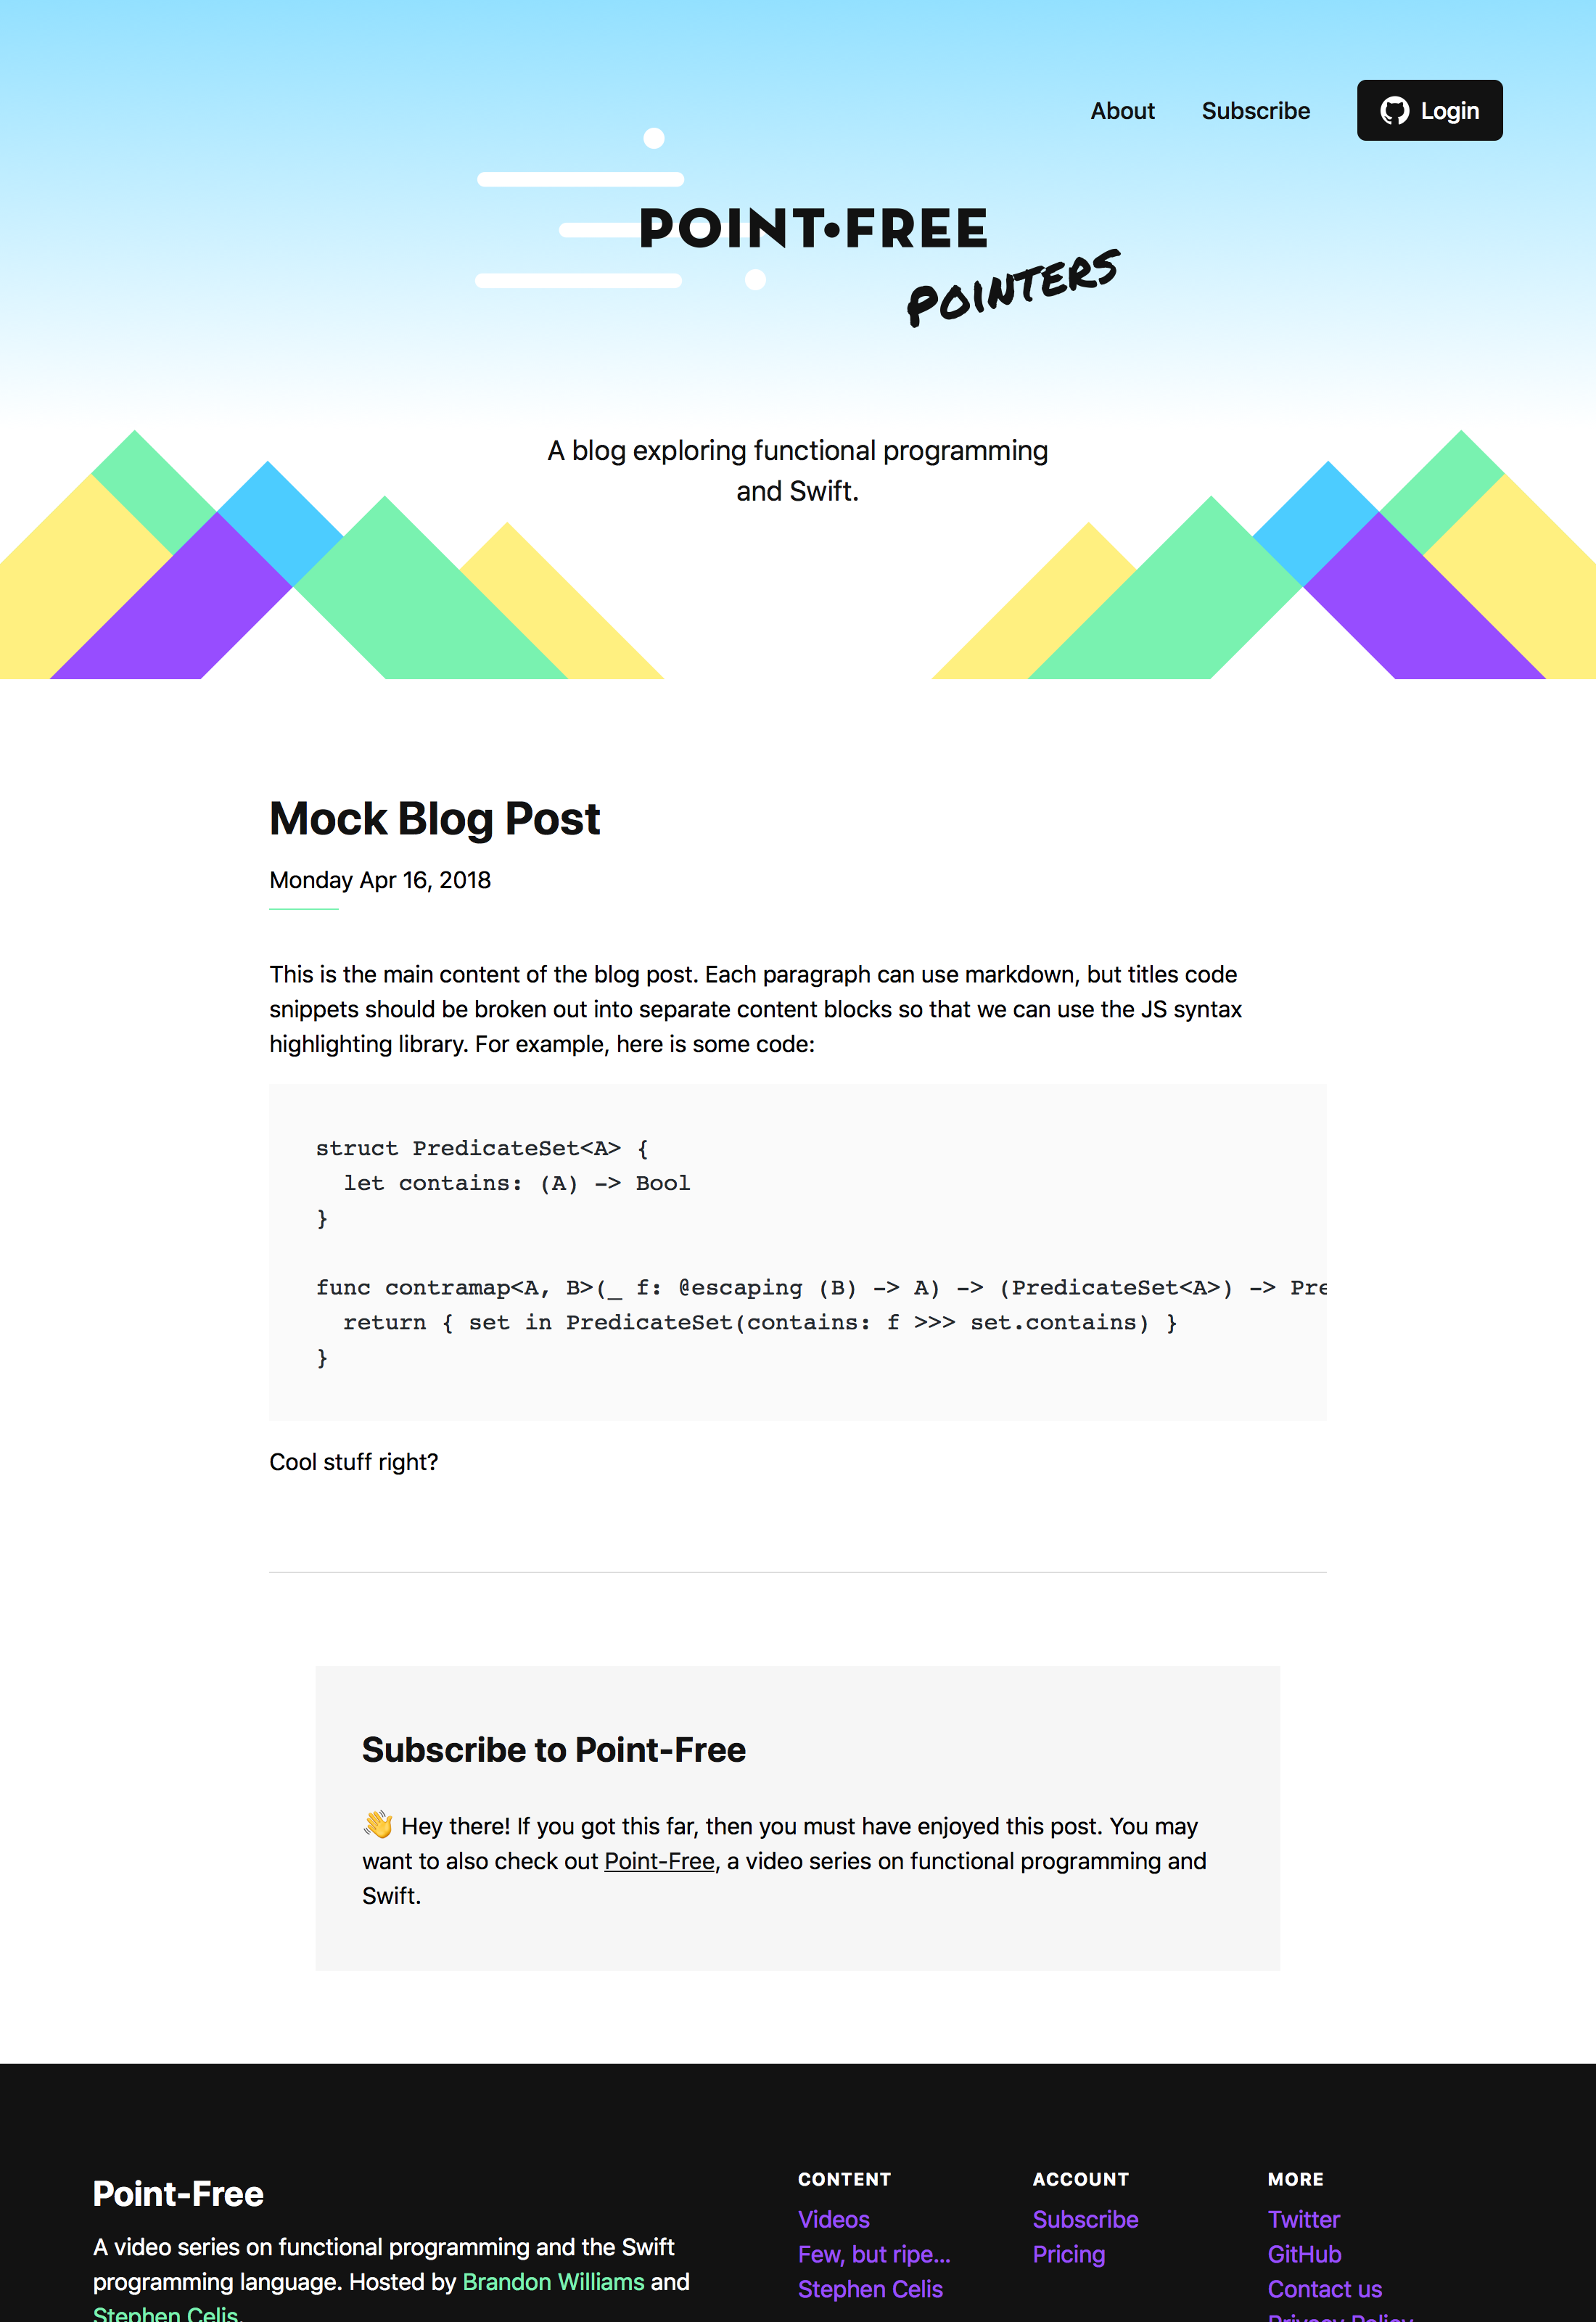 About Subscribe Login
POINT•FREE
POINTERS
A blog exploring functional programming
and Swift.
Mock Blog Post
Monday Apr 16, 2018
This is the main content of the blog post. Each paragraph can use markdown, but titles code
snippets should be broken out into separate content blocks so that we can use the JS syntax
highlighting library. For example, here is some code:
struct PredicateSet<A> {
  let contains: (A) -> Bool
}
func contramap<A, B>(_ f: @escaping (B) -> A) -> (PredicateSet<A>) -> Pre
  return { set in PredicateSet(contains: f >>> set.contains) }
}
Cool stuff right?
Subscribe to Point-Free
👋 Hey there! If you got this far, then you must have enjoyed this post. You may
want to also check out Point-Free, a video series on functional programming and
Swift.
Point-Free
A video series on functional programming and the Swift
programming language. Hosted by Brandon Williams and
Stephen Celis.
CONTENT
Videos
Few, but ripe...
Stephen Celis
ACCOUNT
Subscribe
Pricing
MORE
Twitter
GitHub
Contact us
Privacy Policy